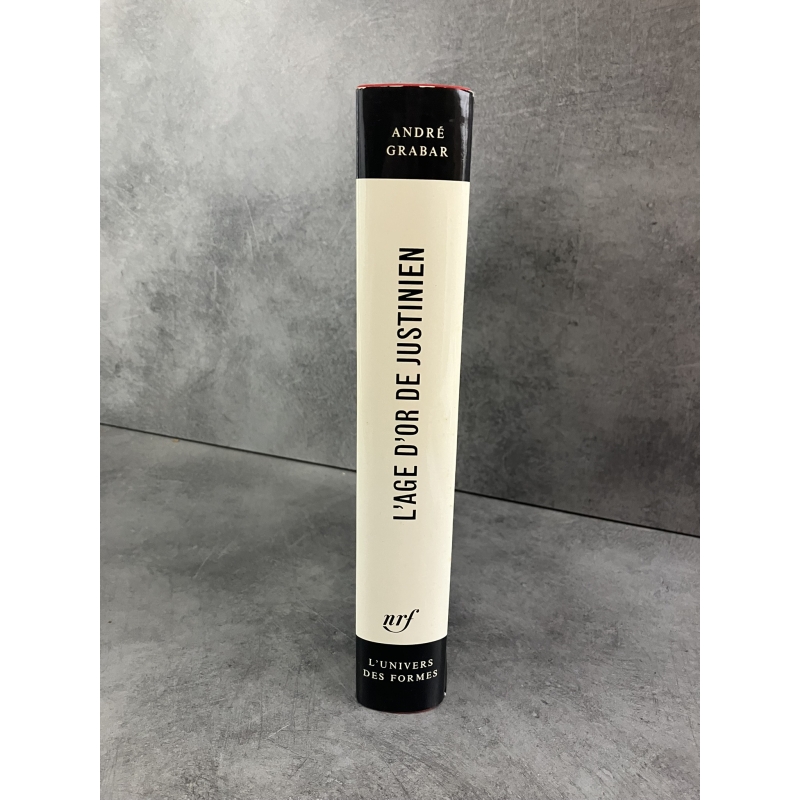 ANDRÉ
GRABAR
L'AGE D'OR DE JUSTINIEN
nrf
L'UNIVERS
DES FORMES